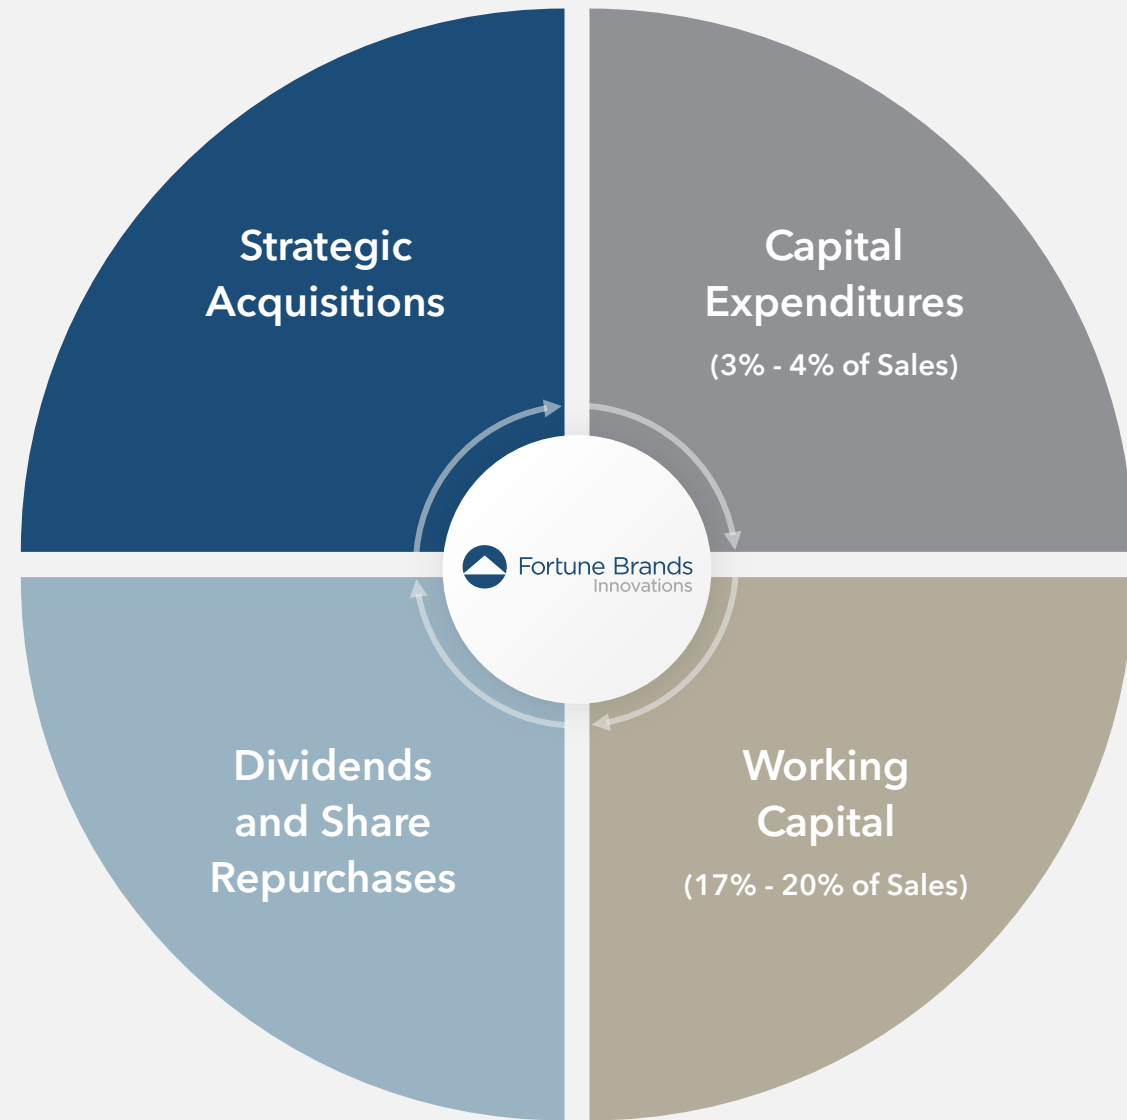 Strategic
Acquisitions
Capital
Expenditures
(3% - 4% of Sales)
Fortune Brands
Innovations
Dividends
and Share
Repurchases
Working
Capital
(17% - 20% of Sales)